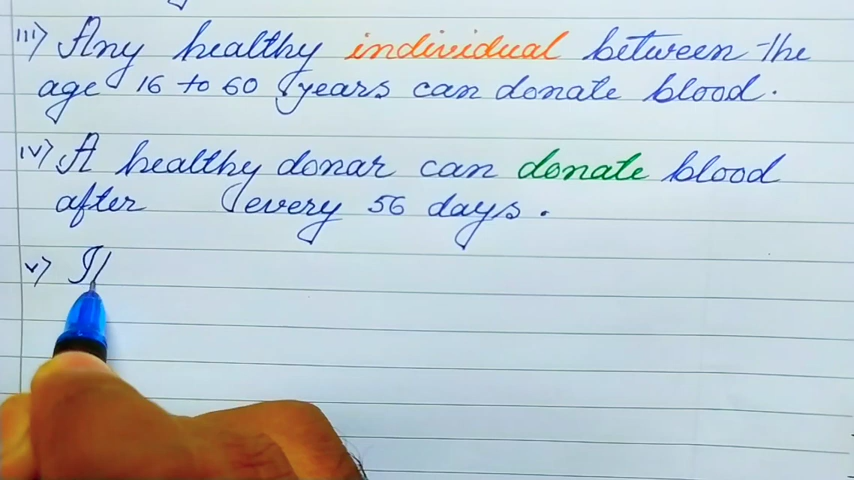 iii) Any healthy individual between the
age 16 to 60 years can donate blood.
iv) A healthy donar can donate blood
after every 56 days.
v)